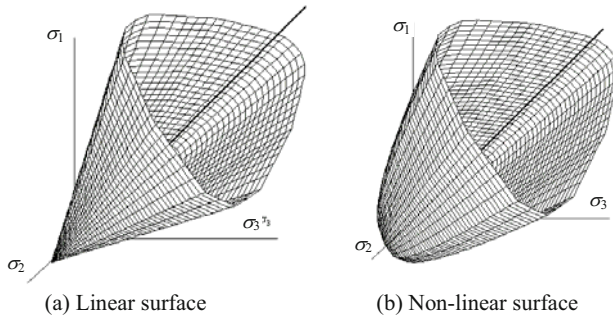 σ1
σ1
σ3
σ3
σ2
σ2
(a) Linear surface
(b) Non-linear surface